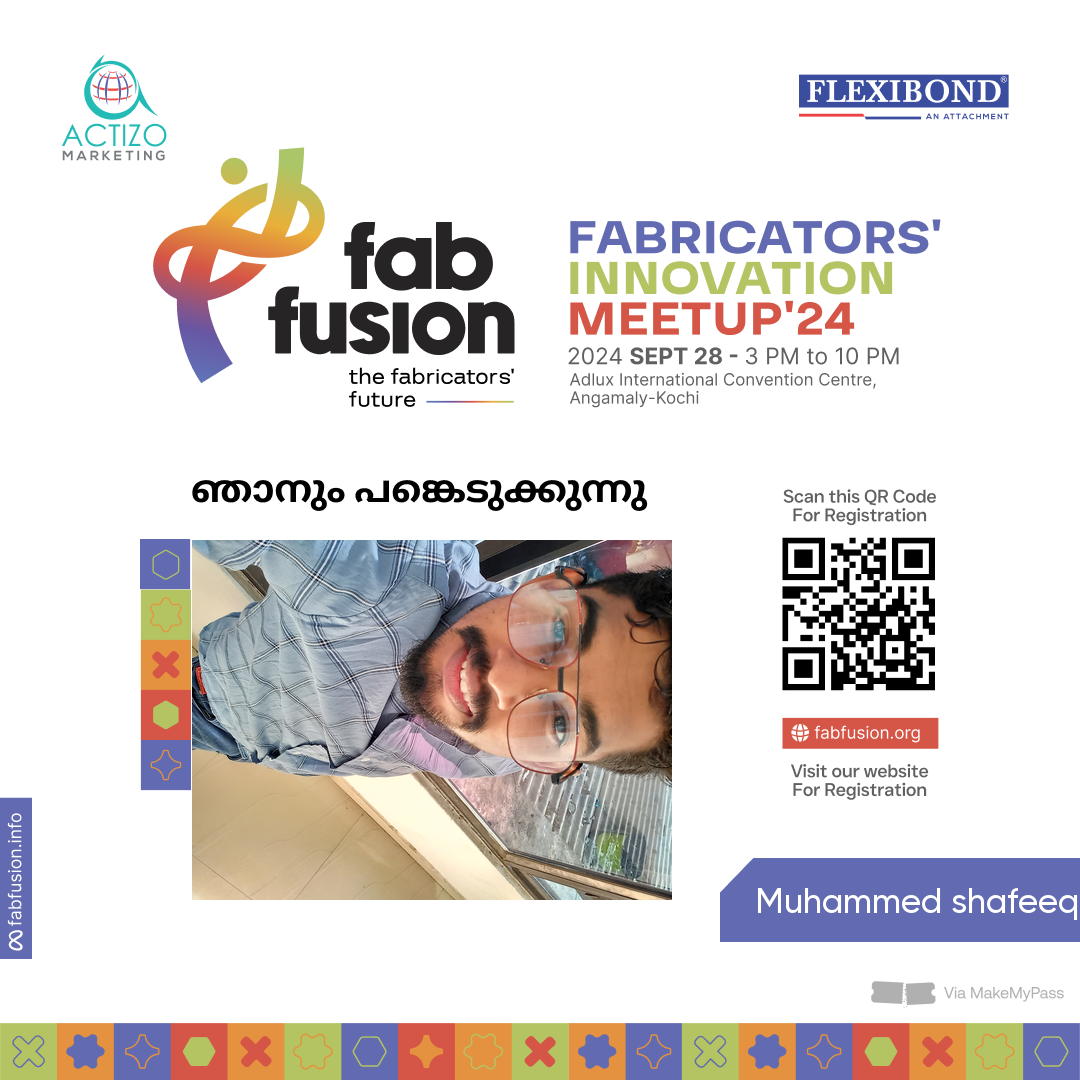 ACTIZO
MARKETING
FLEXIBOND®
AN ATTACHMENT
fab
fusion
the fabricators'
future
FABRICATORS'
INNOVATION
MEETUP'24
2024 SEPT 28 - 3 PM to 10 PM
Adlux International Convention Centre,
Angamaly-Kochi
ഞാനും പങ്കെടുക്കുന്നു
Scan this QR Code
For Registration
fabfusion.org
Visit our website
For Registration
fabfusion.info
Muhammed shafeeq
Via MakeMyPass